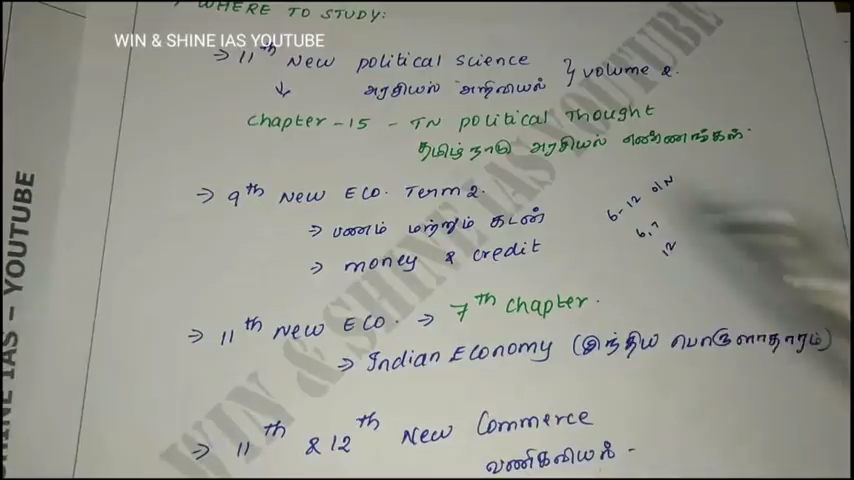 WHERE TO STUDY:
WIN & SHINE IAS YOUTUBE
⇒ 11th New political science } volume 2.
அரசியல் அறிவியல்
Chapter - 15 - TN political Thought
தமிழ்நாடு அரசியல் எண்ணங்கள்.
→ 9th New ECO. Term 2.
⇒ பணம் மற்றும் கடன்
⇒ money & credit
6-12 O/N
6,7
12
→ 11th New ECO. → 7th chapter.
⇒ Indian Economy (இந்திய பொருளாதாரம்)
→ 11th & 12th New Commerce
வணிகவியல் -
WIN & SHINE IAS YOUTUBE
SHINE IAS – YOUTUBE